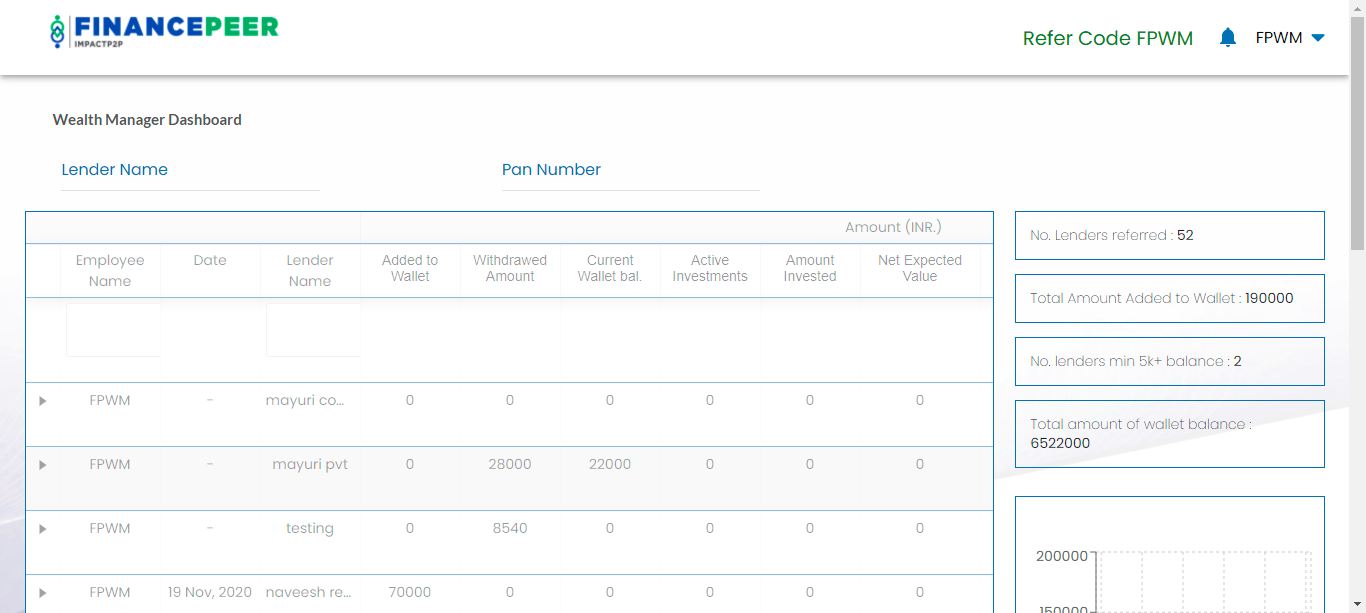 FINANCEPEER
IMPACTP2P
Refer Code FPWM
FPWM
Wealth Manager Dashboard
Lender Name
Pan Number
Amount (INR.)
Employee Name
Date
Lender Name
Added to Wallet
Withdrawed Amount
Current Wallet bal.
Active Investments
Amount Invested
Net Expected Value
FPWM - mayuri co... 0 0 0 0 0 0
FPWM - mayuri pvt 0 28000 22000 0 0 0
FPWM - testing 0 8540 0 0 0 0
FPWM 19 Nov, 2020 naveesh re... 70000 0 0 0 0 0
No. Lenders referred : 52
Total Amount Added to Wallet : 190000
No. lenders min 5k+ balance : 2
Total amount of wallet balance :
6522000
200000
150000